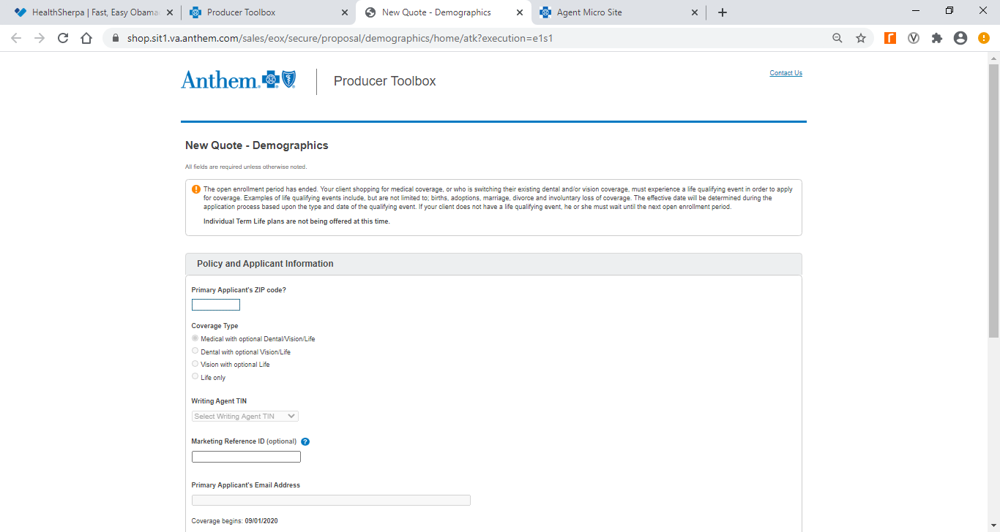 HealthSherpa | Fast, Easy Obama
Producer Toolbox
New Quote - Demographics
Agent Micro Site
shop.sit1.va.anthem.com/sales/eox/secure/proposal/demographics/home/atk?execution=e1s1
Anthem.
Producer Toolbox
Contact Us
New Quote - Demographics
All fields are required unless otherwise noted.
The open enrollment period has ended. Your client shopping for medical coverage, or who is switching their existing dental and/or vision coverage, must experience a life qualifying event in order to apply
for coverage. Examples of life qualifying events include, but are not limited to; births, adoptions, marriage, divorce and involuntary loss of coverage. The effective date will be determined during the
application process based upon the type and date of the qualifying event. If your client does not have a life qualifying event, he or she must wait until the next open enrollment period.
Individual Term Life plans are not being offered at this time.
Policy and Applicant Information
Primary Applicant's ZIP code?
Coverage Type
Medical with optional Dental/Vision/Life
Dental with optional Vision/Life
Vision with optional Life
Life only
Writing Agent TIN
Select Writing Agent TIN
Marketing Reference ID (optional) ?
Primary Applicant's Email Address
Coverage begins: 09/01/2020